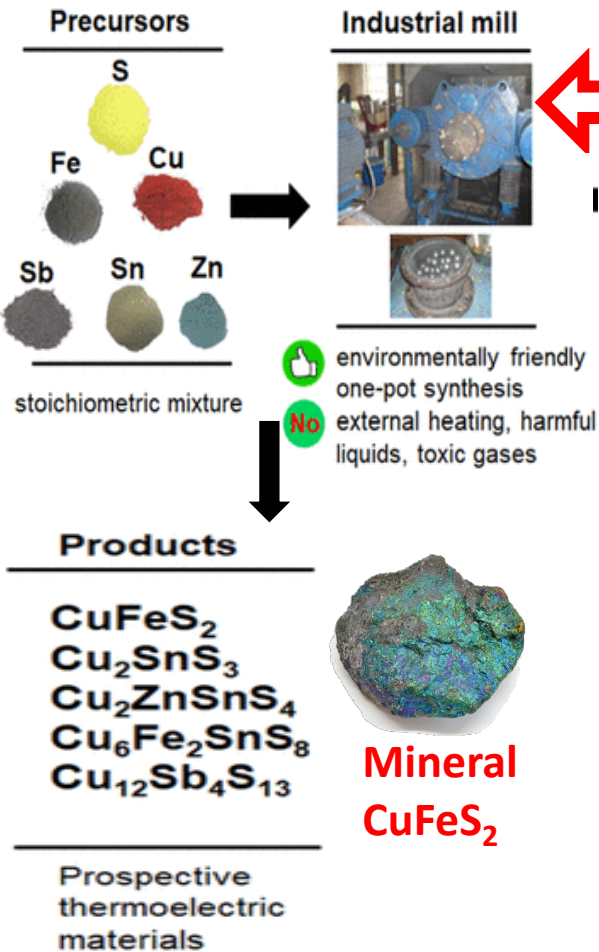 Precursors
S
Fe
Cu
Sb
Sn
Zn
stoichiometric mixture
Industrial mill
environmentally friendly
one-pot synthesis
No
external heating, harmful
liquids, toxic gases
Products
CuFeS₂
Cu₂SnS₃
Cu₂ZnSnS₄
Cu₆Fe₂SnS₈
Cu₁₂Sb₄S₁₃
Prospective
thermoelectric
materials
Mineral
CuFeS₂